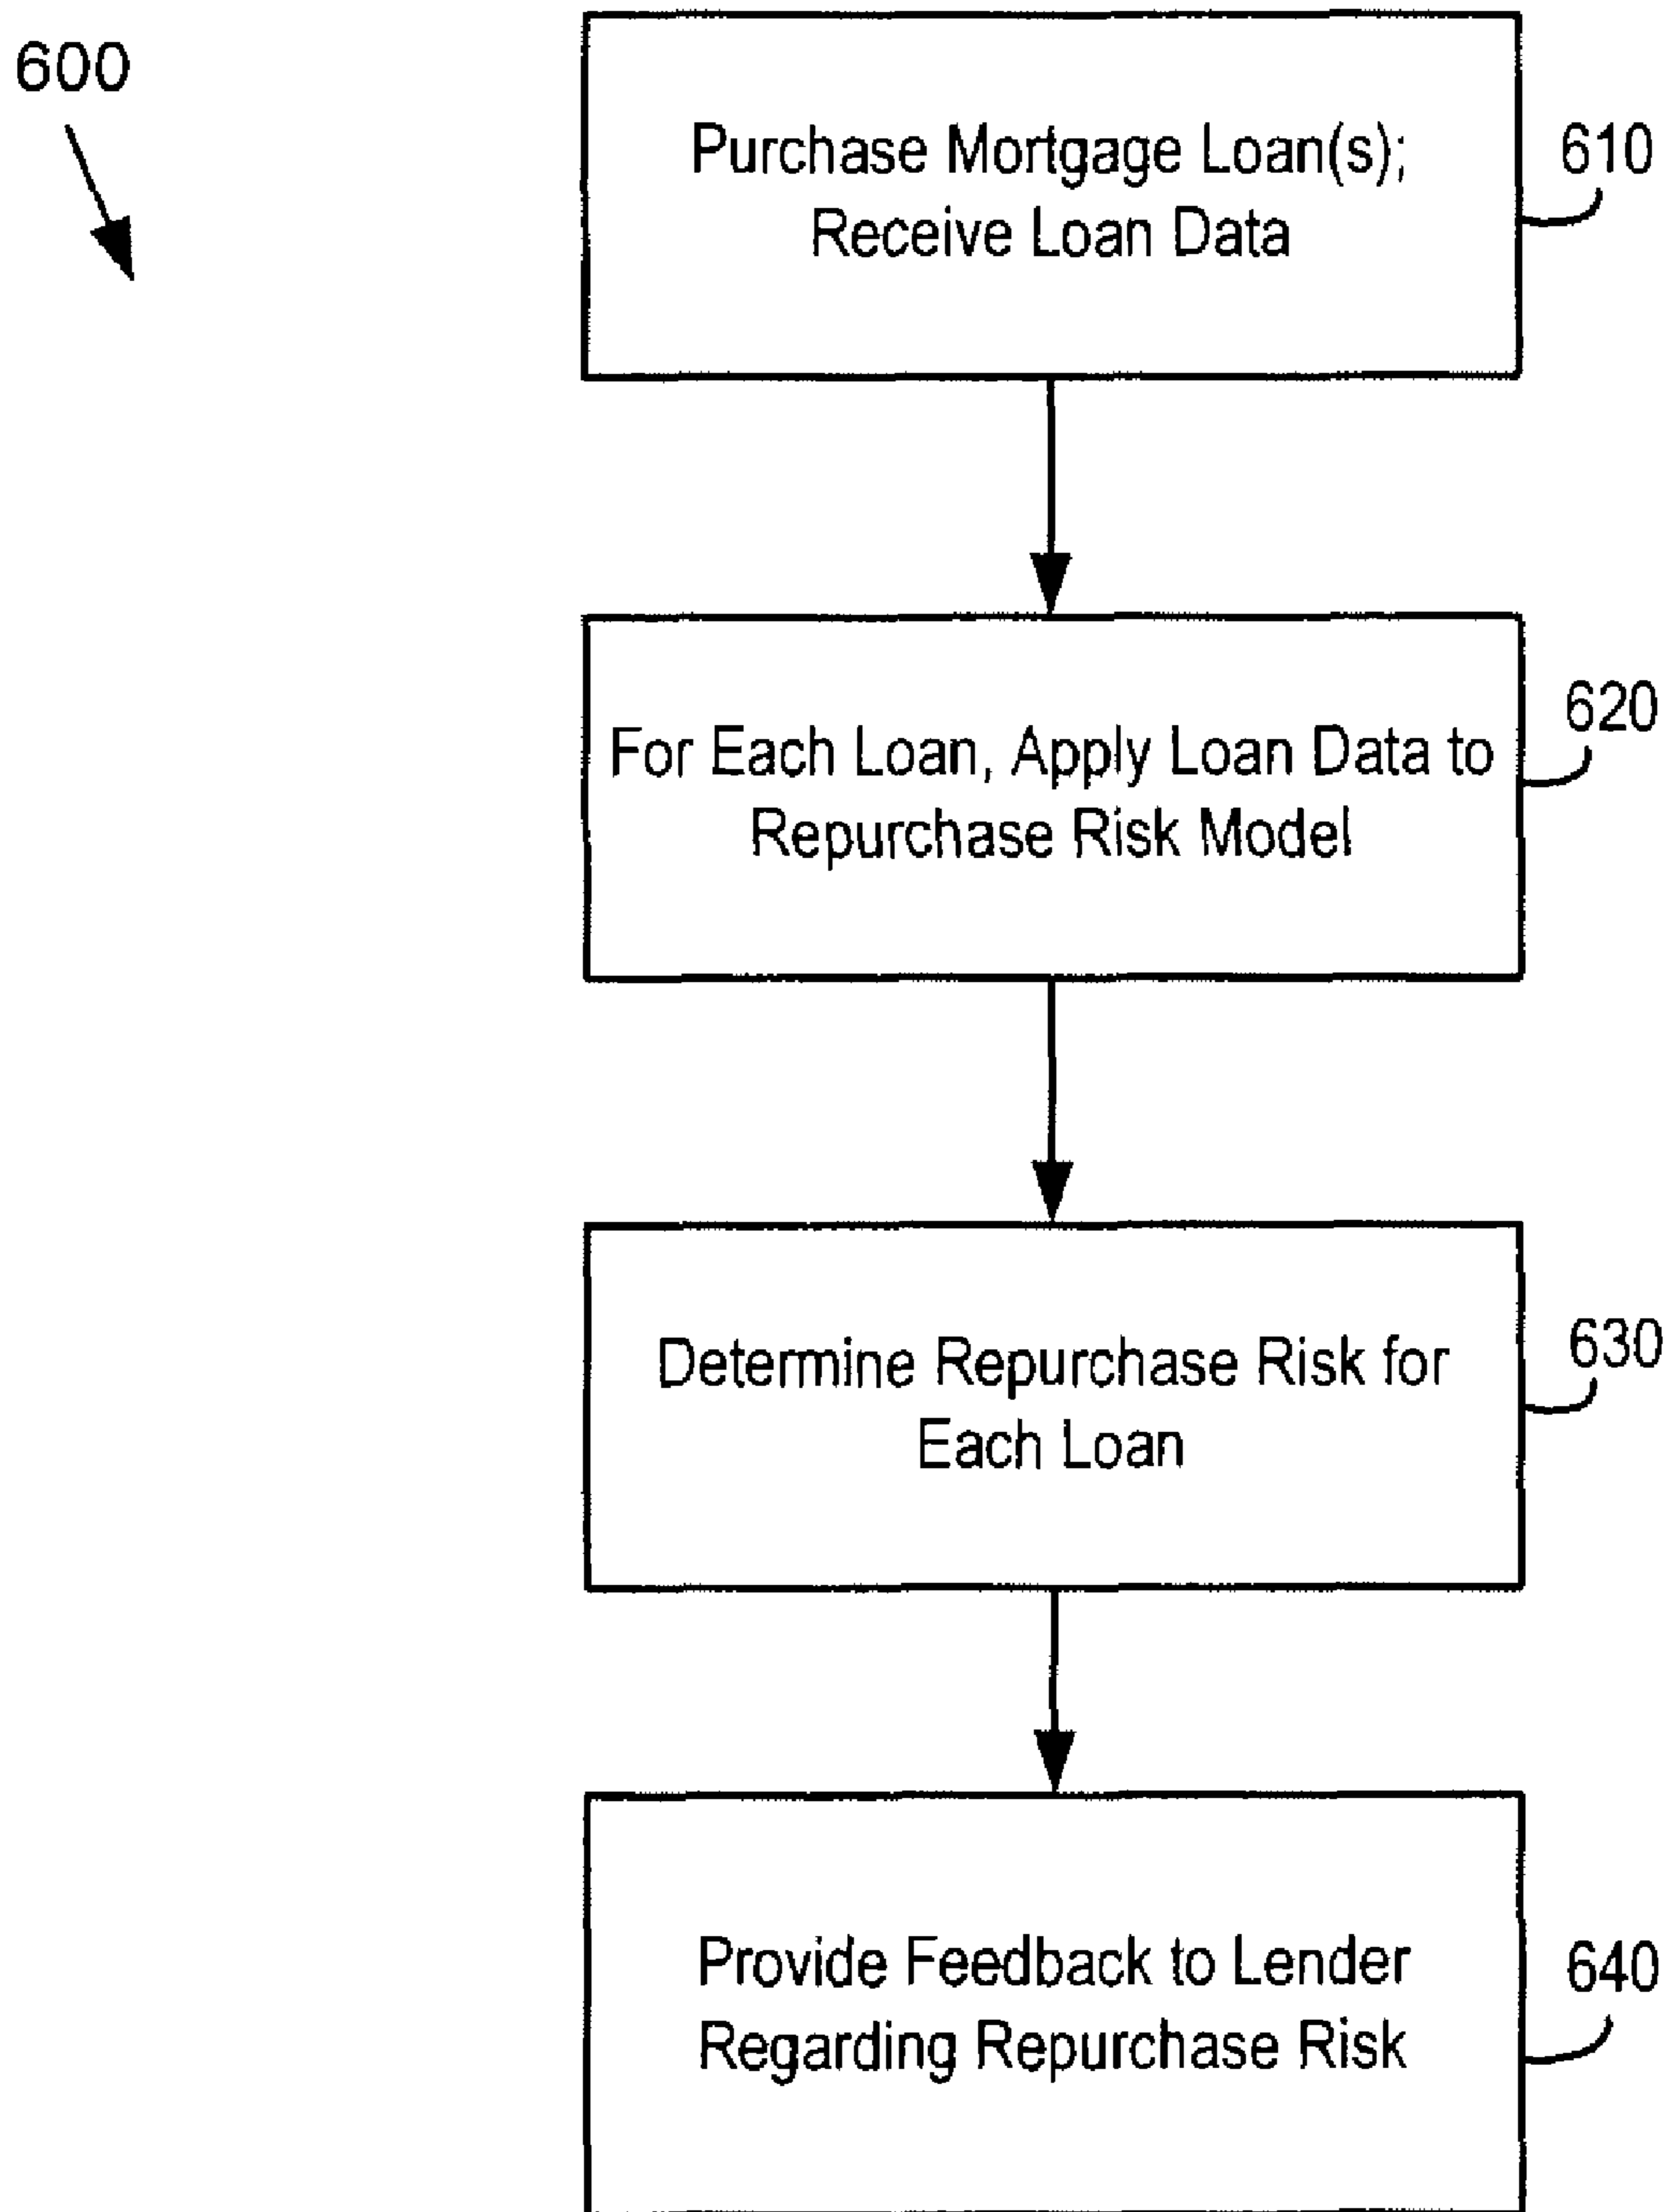 600
Purchase Mortgage Loan(s);
Receive Loan Data
610
For Each Loan, Apply Loan Data to
Repurchase Risk Model
620
Determine Repurchase Risk for
Each Loan
630
Provide Feedback to Lender
Regarding Repurchase Risk
640